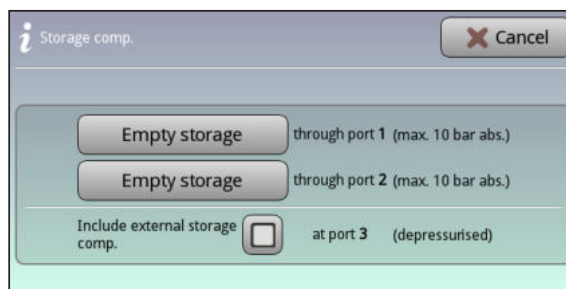 Storage comp.
Cancel
Empty storage through port 1 (max. 10 bar abs.)
Empty storage through port 2 (max. 10 bar abs.)
Include external storage
comp.
at port 3 (depressurised)